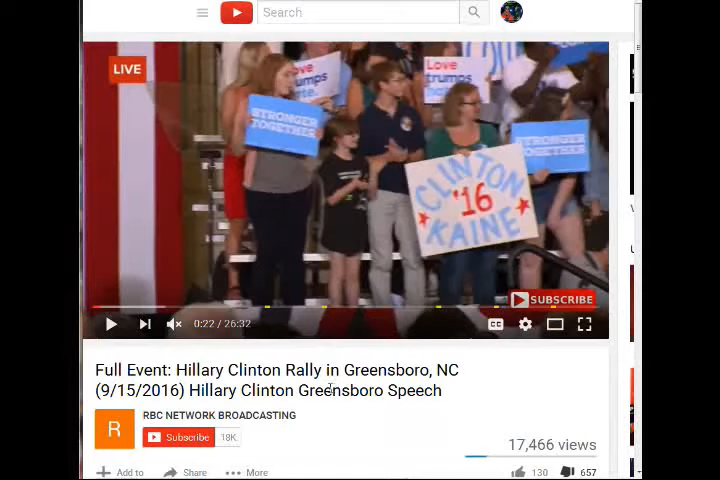 Search
LIVE
Love
trumps
hate.
Love
trumps
hate
STRONGER
TOGETHER
STRONGER
TOGETHER
CLINTON
'16
KAINE
SUBSCRIBE
0:22 / 26:32
CC
Full Event: Hillary Clinton Rally in Greensboro, NC
(9/15/2016) Hillary Clinton Greensboro Speech
R
RBC NETWORK BROADCASTING
Subscribe 18K
17,466 views
Add to Share More
130 657